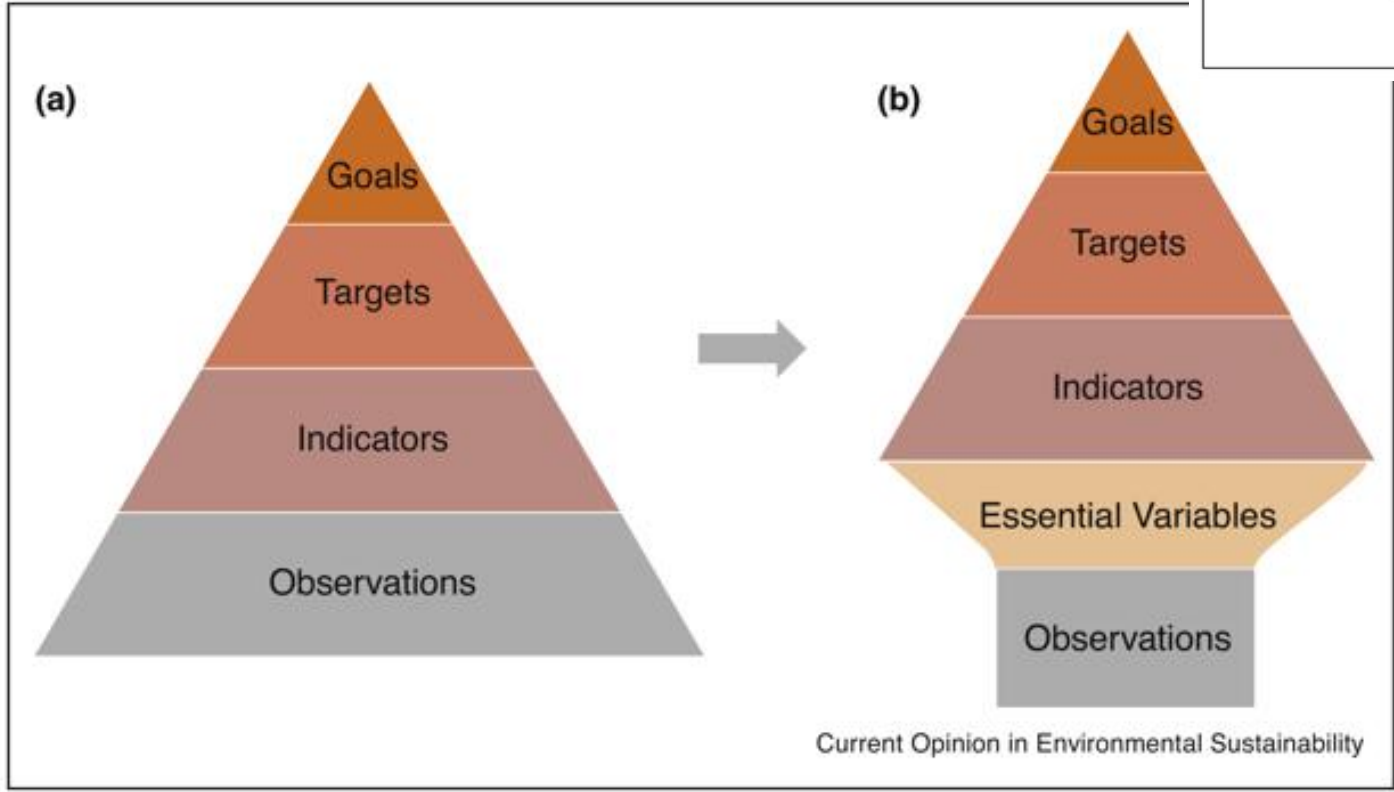 (a)
Goals
Targets
Indicators
Observations
(b)
Goals
Targets
Indicators
Essential Variables
Observations
Current Opinion in Environmental Sustainability